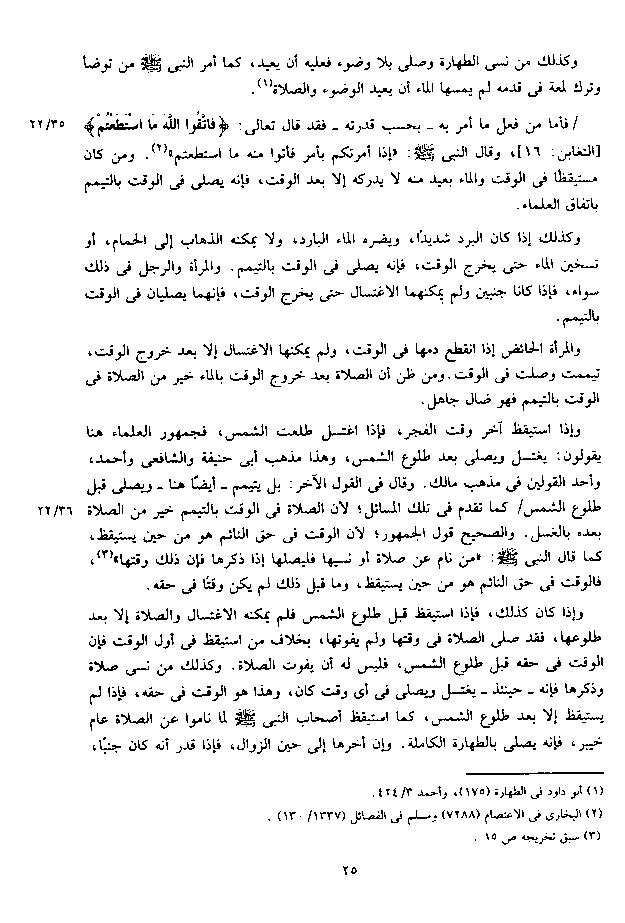 وكذلك من نسى الطهارة وصلى بلا وضوء فعليه أن يعيد، كما أمر النبى ﷺ من توضأ
وترك لمعة فى قدمه لم يمسها الماء أن يعيد الوضوء والصلاة(١).
٢٢/٣٥ / فأما من فعل ما أمر به ـ بحسب قدرته ـ فقد قال تعالى: ﴿فَاتَّقُوا اللَّهَ مَا اسْتَطَعْتُمْ﴾
[التغابن: ١٦]، وقال النبى ﷺ: «إذا أمرتكم بأمر فأتوا منه ما استطعتم»(٢). ومن كان
مستيقظًا فى الوقت والماء بعيد منه لا يدركه إلا بعد الوقت، فإنه يصلى فى الوقت بالتيمم
باتفاق العلماء.
وكذلك إذا كان البرد شديدًا، ويضره الماء البارد، ولا يمكنه الذهاب إلى الحمام، أو
تسخين الماء حتى يخرج الوقت، فإنه يصلى فى الوقت بالتيمم. والمرأة والرجل فى ذلك
سواء، فإذا كانا جنبين ولم يمكنهما الاغتسال حتى يخرج الوقت، فإنهما يصليان فى الوقت
بالتيمم.
والمرأة الحائض إذا انقطع دمها فى الوقت، ولم يمكنها الاغتسال إلا بعد خروج الوقت،
تيممت وصلت فى الوقت. ومن ظن أن الصلاة بعد خروج الوقت بالماء خير من الصلاة فى
الوقت بالتيمم فهو ضال جاهل.
وإذا استيقظ آخر وقت الفجر، فإذا اغتسل طلعت الشمس، فجمهور العلماء هنا
يقولون: يغتسل ويصلى بعد طلوع الشمس، وهذا مذهب أبى حنيفة والشافعى وأحمد،
وأحد القولين فى مذهب مالك. وقال فى القول الآخر: بل يتيمم ـ أيضًا هنا ـ ويصلى قبل
٢٢/٣٦ طلوع الشمس/ كما تقدم فى تلك المسائل؛ لأن الصلاة فى الوقت بالتيمم خير من الصلاة
بعده بالغسل. والصحيح قول الجمهور؛ لأن الوقت فى حق النائم هو من حين يستيقظ،
كما قال النبى ﷺ: «من نام عن صلاة أو نسيها فليصلها إذا ذكرها فإن ذلك وقتها»(٣)،
فالوقت فى حق النائم هو من حين يستيقظ، وما قبل ذلك لم يكن وقتًا فى حقه.
وإذا كان كذلك، فإذا استيقظ قبل طلوع الشمس فلم يمكنه الاغتسال والصلاة إلا بعد
طلوعها، فقد صلى الصلاة فى وقتها ولم يفوتها، بخلاف من استيقظ فى أول الوقت فإن
الوقت فى حقه قبل طلوع الشمس، فليس له أن يفوت الصلاة. وكذلك من نسى صلاة
وذكرها فإنه ـ حينئذ ـ يغتسل ويصلى فى أى وقت كان، وهذا هو الوقت فى حقه، فإذا لم
يستيقظ إلا بعد طلوع الشمس، كما استيقظ أصحاب النبى ﷺ لما ناموا عن الصلاة عام
خيبر، فإنه يصلى بالطهارة الكاملة. وإن أخرها إلى حين الزوال، فإذا قدر أنه كان جنبًا،
(١) أبو داود فى الطهارة (١٧٥)، وأحمد ٣/ ٤٢٤ .
(٢) البخارى فى الاعتصام (٧٢٨٨) ومسلم فى الفضائل (١٣٣٧/ ١٣٠) .
(٣) سبق تخريجه ص ١٥ .
٢٥